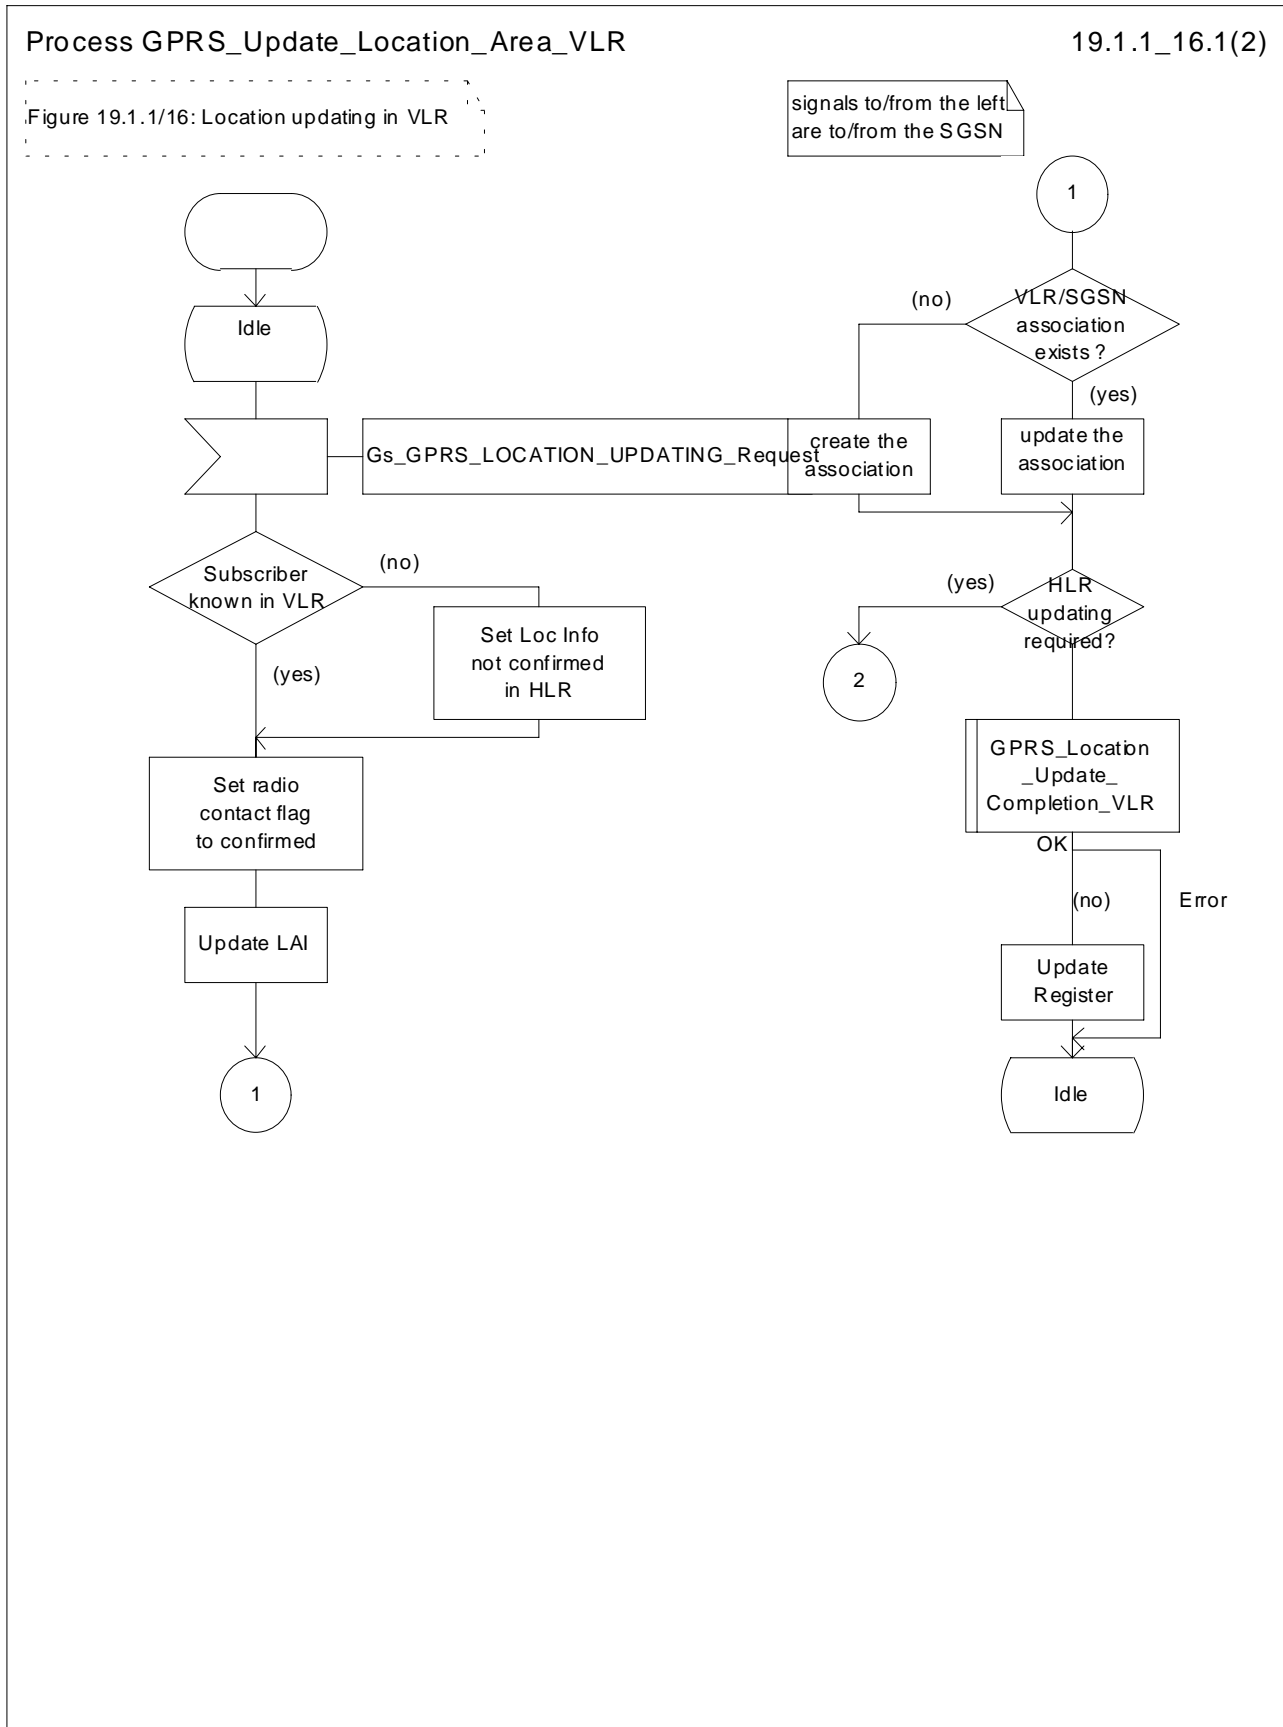 Process GPRS_Update_Location_Area_VLR
19.1.1_16.1(2)
Figure 19.1.1/16: Location updating in VLR
signals to/from the left
are to/from the SGSN
Idle
Gs_GPRS_LOCATION_UPDATING_Request
Subscriber
known in VLR
(no)
(yes)
Set Loc Info
not confirmed
in HLR
Set radio
contact flag
to confirmed
Update LAI
1
1
VLR/SGSN
association
exists ?
(no)
(yes)
create the
association
update the
association
HLR
updating
required?
(yes)
2
GPRS_Location
_Update_
Completion_VLR
OK
(no)
Error
Update
Register
Idle